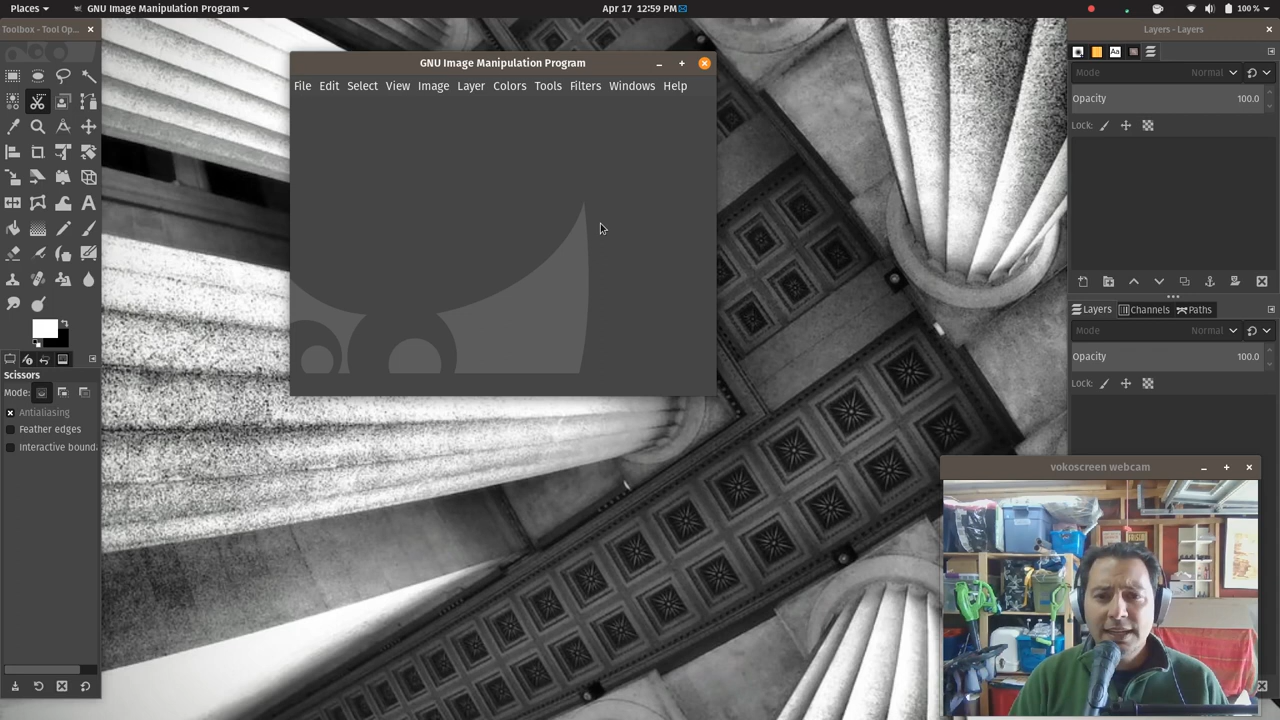 Places
GNU Image Manipulation Program
Apr 17 12:59 PM
100 %
Toolbox - Tool Op...
Layers - Layers
GNU Image Manipulation Program
File Edit Select View Image Layer Colors Tools Filters Windows Help
Aa
Mode Normal
Opacity 100.0
Lock:
Layers Channels Paths
Mode Normal
Opacity 100.0
Lock:
Scissors
Mode:
Antialiasing
Feather edges
Interactive bound
vokoscreen webcam